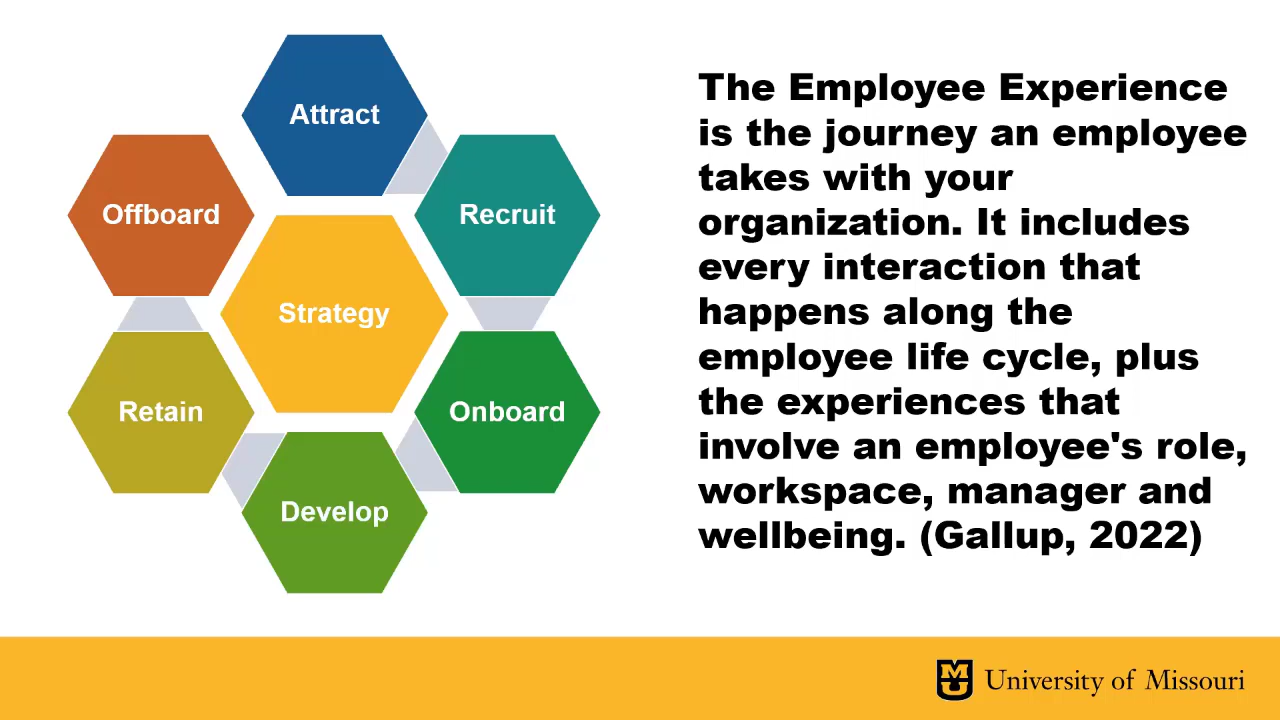 Attract
Recruit
Onboard
Develop
Retain
Offboard
Strategy
The Employee Experience
is the journey an employee
takes with your
organization. It includes
every interaction that
happens along the
employee life cycle, plus
the experiences that
involve an employee's role,
workspace, manager and
wellbeing. (Gallup, 2022)
MU
University of Missouri